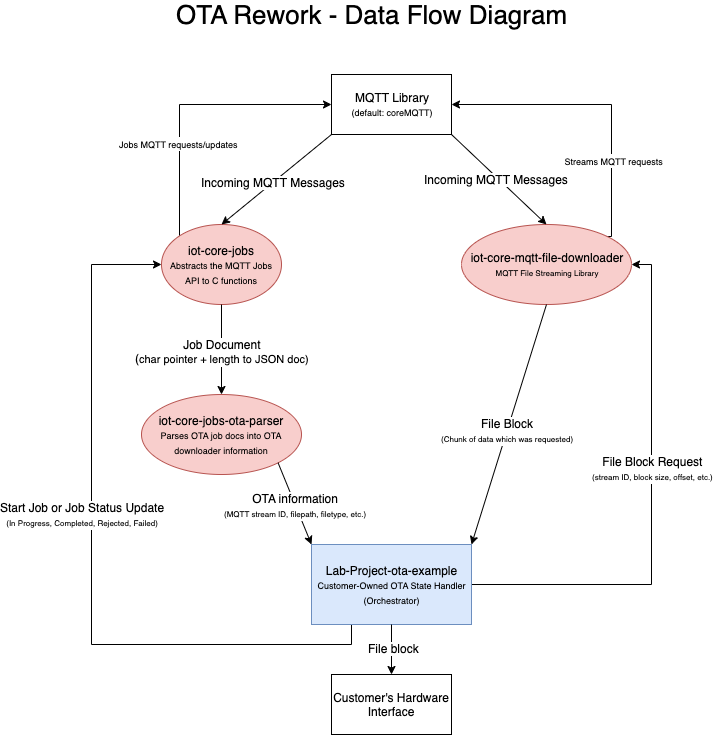 OTA Rework - Data Flow Diagram
MQTT Library
(default: coreMQTT)
Jobs MQTT requests/updates
Streams MQTT requests
Incoming MQTT Messages
Incoming MQTT Messages
iot-core-jobs
Abstracts the MQTT Jobs
API to C functions
iot-core-mqtt-file-downloader
MQTT File Streaming Library
Job Document
(char pointer + length to JSON doc)
iot-core-jobs-ota-parser
Parses OTA job docs into OTA
downloader information
File Block
(Chunk of data which was requested)
File Block Request
(stream ID, block size, offset, etc.)
OTA information
(MQTT stream ID, filepath, filetype, etc.)
Start Job or Job Status Update
(In Progress, Completed, Rejected, Failed)
Lab-Project-ota-example
Customer-Owned OTA State Handler
(Orchestrator)
File block
Customer's Hardware
Interface